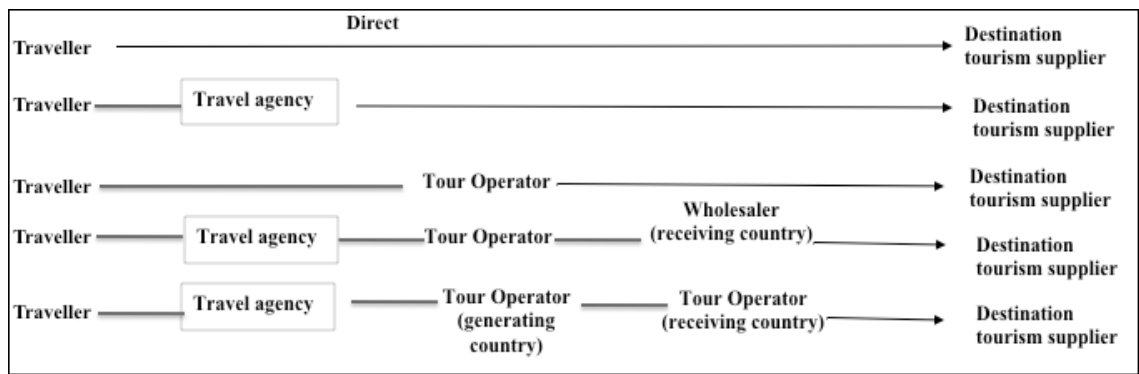 Direct
Traveller
Destination
tourism supplier
Traveller
Travel agency
Destination
tourism supplier
Traveller
Tour Operator
Destination
tourism supplier
Traveller
Travel agency
Tour Operator
Wholesaler
(receiving country)
Destination
tourism supplier
Traveller
Travel agency
Tour Operator
(generating
country)
Tour Operator
(receiving country)
Destination
tourism supplier